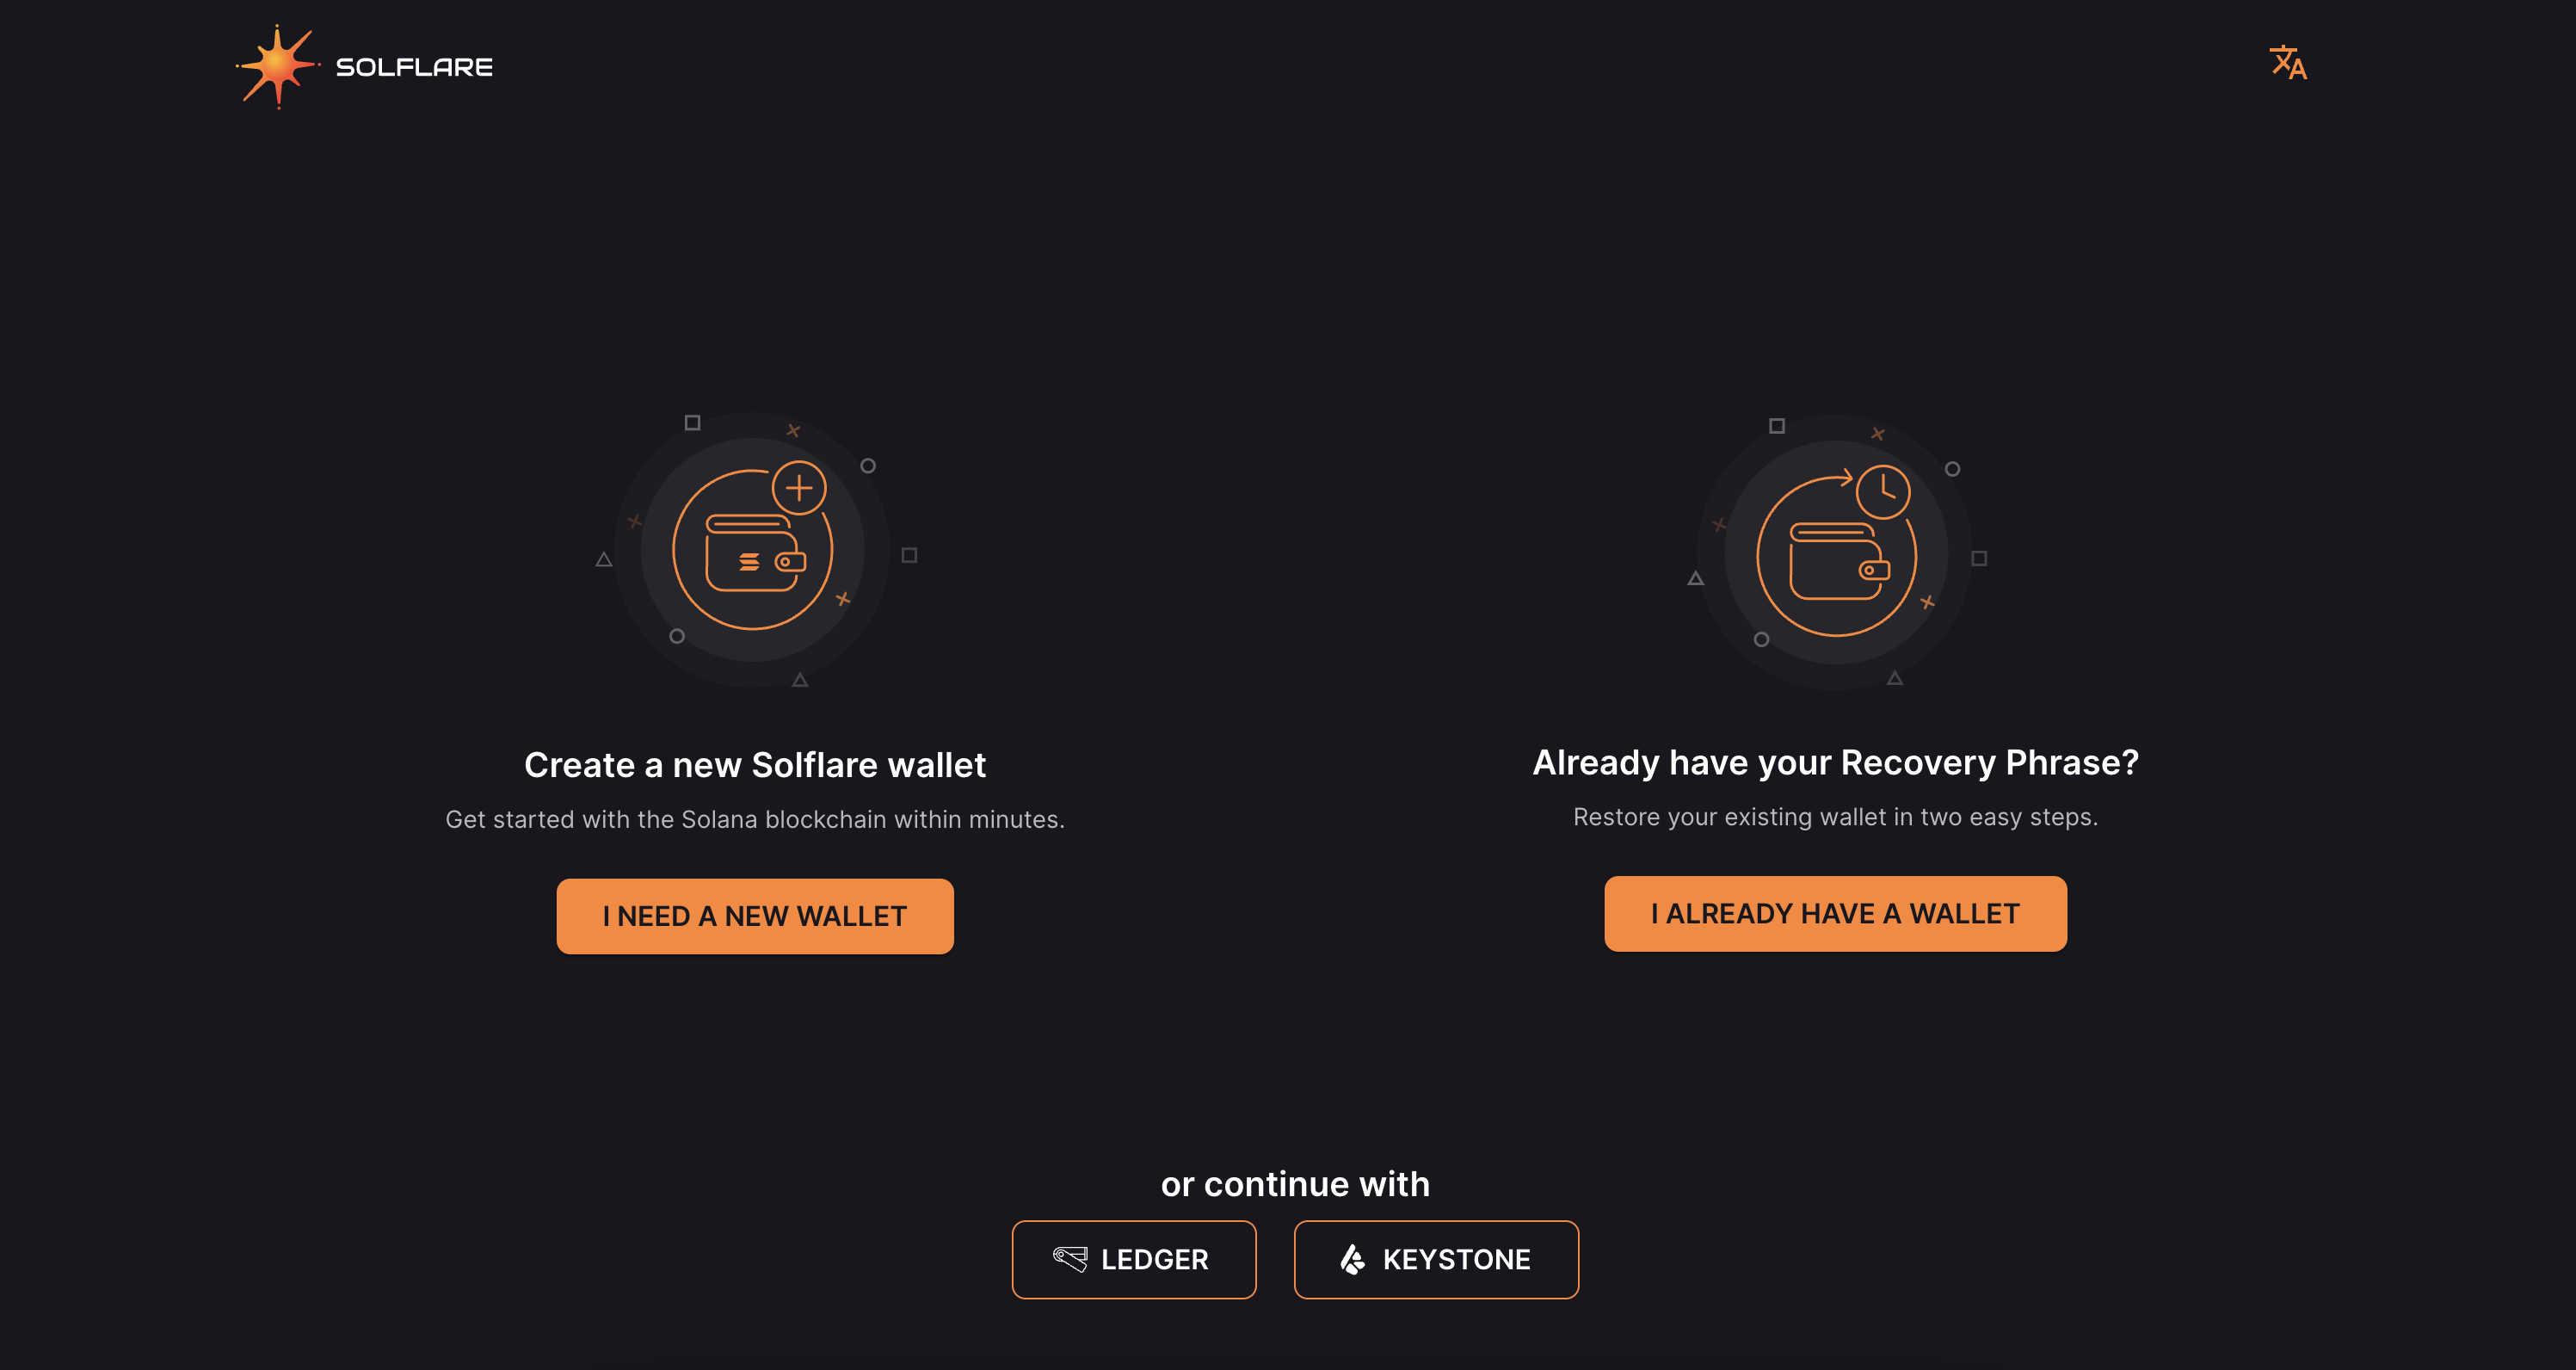 SOLFLARE
Create a new Solflare wallet
Get started with the Solana blockchain within minutes.
I NEED A NEW WALLET
Already have your Recovery Phrase?
Restore your existing wallet in two easy steps.
I ALREADY HAVE A WALLET
or continue with
LEDGER
KEYSTONE